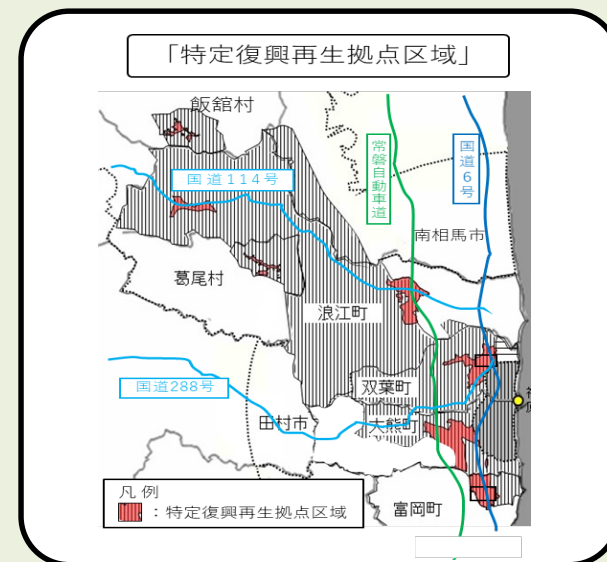 「特定復興再生拠点区域」
飯舘村
国道114号
常磐自動車道
国道6号
南相馬市
葛尾村
浪江町
国道288号
双葉町
田村市
大熊町
富岡町
凡例
：特定復興再生拠点区域